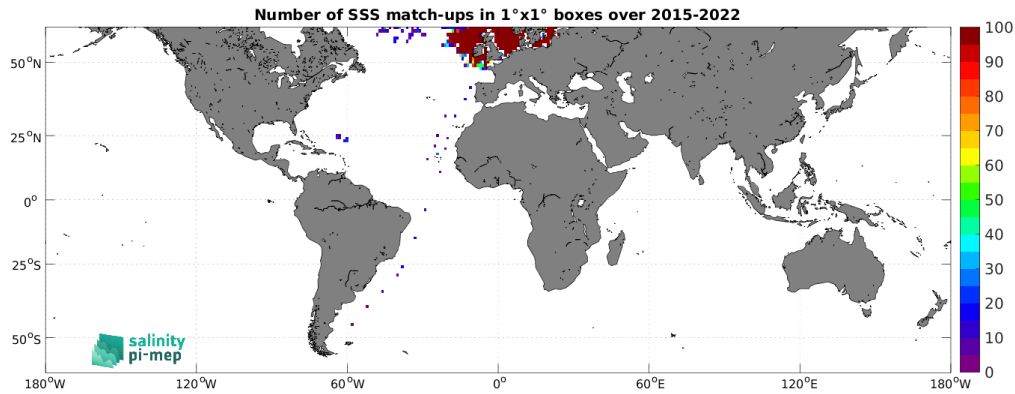 Number of SSS match-ups in 1°x1° boxes over 2015-2022
50°N
25°N
0°
25°S
50°S
180°W
120°W
60°W
0°
60°E
120°E
180°W
100
90
80
70
60
50
40
30
20
10
0
salinity
pi-mep